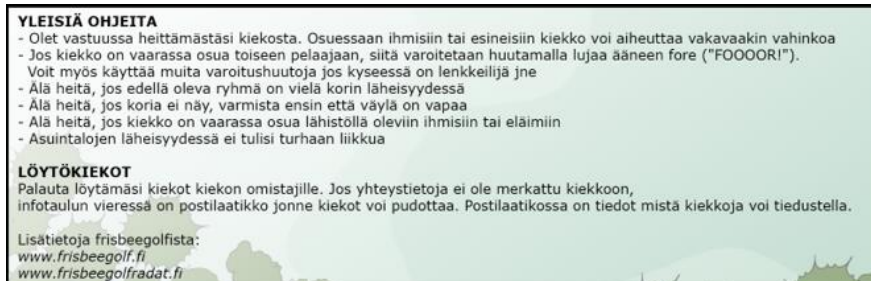 YLEISIÄ OHJEITA
- Olet vastuussa heittämästäsi kiekosta. Osuessaan ihmisiin tai esineisiin kiekko voi aiheuttaa vakavaakin vahinkoa
- Jos kiekko on vaarassa osua toiseen pelaajaan, siitä varoitetaan huutamalla lujaa ääneen fore ("FOOOOR!").
Voit myös käyttää muita varoitushuutoja jos kyseessä on lenkkeilijä jne
- Älä heitä, jos edellä oleva ryhmä on vielä korin läheisyydessä
- Älä heitä, jos koria ei näy, varmista ensin että väylä on vapaa
- Älä heitä, jos kiekko on vaarassa osua lähistöllä oleviin ihmisiin tai eläimiin
- Asuintalojen läheisyydessä ei tulisi turhaan liikkua
LÖYTÖKIEKOT
Palauta löytämäsi kiekot kiekon omistajille. Jos yhteystietoja ei ole merkattu kiekkoon,
infotaulun vieressä on postilaatikko jonne kiekot voi pudottaa. Postilaatikossa on tiedot mistä kiekkoja voi tiedustella.
Lisätietoja frisbeegolfista:
www.frisbeegolf.fi
www.frisbeegolfradat.fi